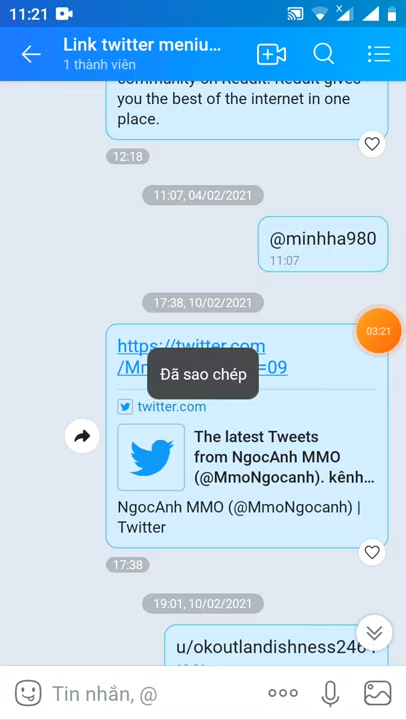 11:21
Link twitter meniu...
1 thành viên
community on Reddit. Reddit gives
you the best of the internet in one
place.
12:18
11:07, 04/02/2021
@minhha980
11:07
17:38, 10/02/2021
03:21
https://twitter.com
=09
Đã sao chép
twitter.com
The latest Tweets
from NgocAnh MMO
(@MmoNgocanh). kênh...
NgocAnh MMO (@MmoNgocanh) |
Twitter
17:38
19:01, 10/02/2021
Tin nhắn, @